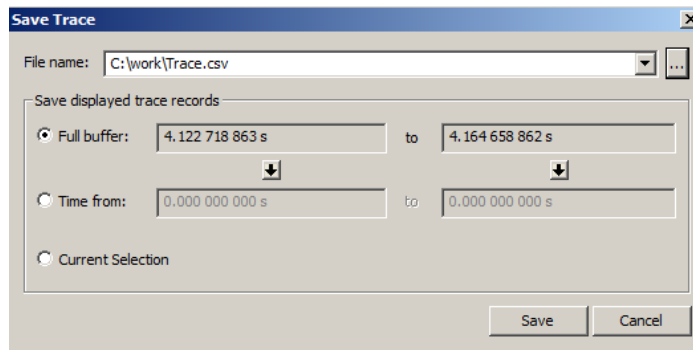 Save Trace
File name: C:\work\Trace.csv ...
Save displayed trace records
Full buffer: 4.122 718 863 s to 4.164 658 862 s
Time from: 0.000 000 000 s to 0.000 000 000 s
Current Selection
Save Cancel